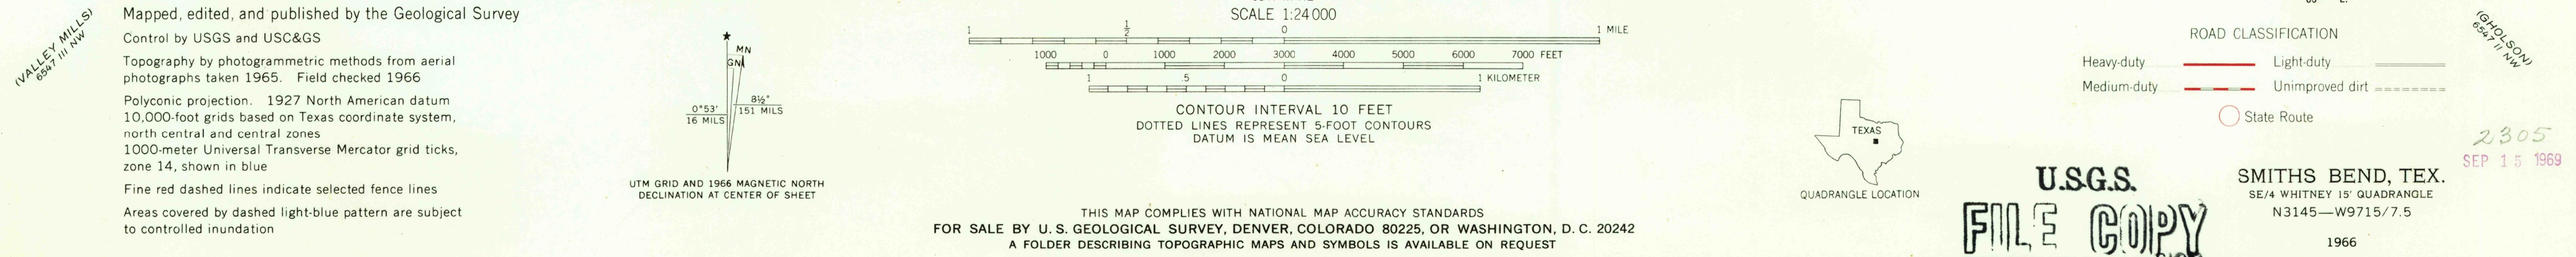 (VALLEY MILLS)
6547 III NW
Mapped, edited, and published by the Geological Survey
Control by USGS and USC&GS
Topography by photogrammetric methods from aerial
photographs taken 1965. Field checked 1966
Polyconic projection. 1927 North American datum
10,000-foot grids based on Texas coordinate system,
north central and central zones
1000-meter Universal Transverse Mercator grid ticks,
zone 14, shown in blue
Fine red dashed lines indicate selected fence lines
Areas covered by dashed light-blue pattern are subject
to controlled inundation
★
MN
GN
0°53'
16 MILS
8½°
151 MILS
UTM GRID AND 1966 MAGNETIC NORTH
DECLINATION AT CENTER OF SHEET
SCALE 1:24 000
1 ½ 0 1 MILE
1000 0 1000 2000 3000 4000 5000 6000 7000 FEET
1 .5 0 1 KILOMETER
CONTOUR INTERVAL 10 FEET
DOTTED LINES REPRESENT 5-FOOT CONTOURS
DATUM IS MEAN SEA LEVEL
THIS MAP COMPLIES WITH NATIONAL MAP ACCURACY STANDARDS
FOR SALE BY U. S. GEOLOGICAL SURVEY, DENVER, COLORADO 80225, OR WASHINGTON, D. C. 20242
A FOLDER DESCRIBING TOPOGRAPHIC MAPS AND SYMBOLS IS AVAILABLE ON REQUEST
TEXAS
QUADRANGLE LOCATION
ROAD CLASSIFICATION
Heavy-duty Light-duty
Medium-duty Unimproved dirt
State Route
(GHOLSON)
6547 II NW
2305
SEP 15 1969
U.S.G.S.
FILE COPY
SMITHS BEND, TEX.
SE/4 WHITNEY 15' QUADRANGLE
N3145—W9715/7.5
1966